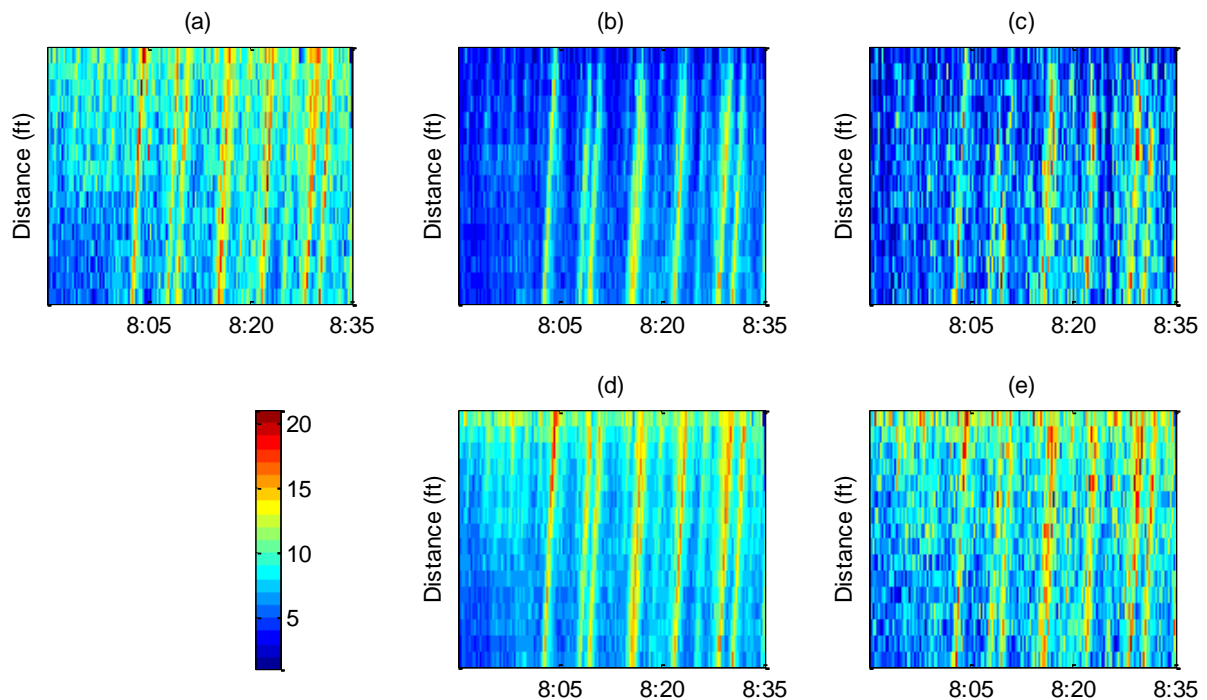 (a) (b) (c)
Distance (ft) Distance (ft) Distance (ft)
8:05 8:20 8:35 8:05 8:20 8:35 8:05 8:20 8:35
(d) (e)
20
15
10
5
Distance (ft) Distance (ft)
8:05 8:20 8:35 8:05 8:20 8:35